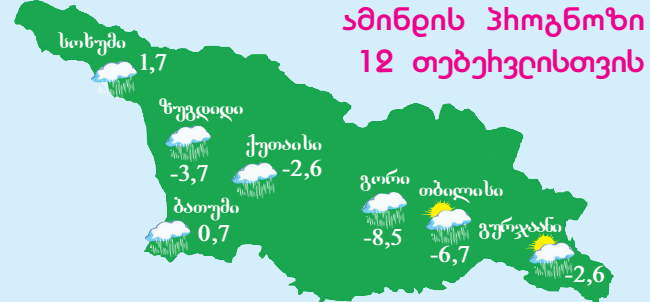 ამინდის პროგნოზი
12 თებერვლისთვის
სოხუმი
1,7
ზუგდიდი
-3,7
ქუთაისი
-2,6
ბათუმი
0,7
გორი
-8,5
თბილისი
-6,7
გურჯაანი
-2,6